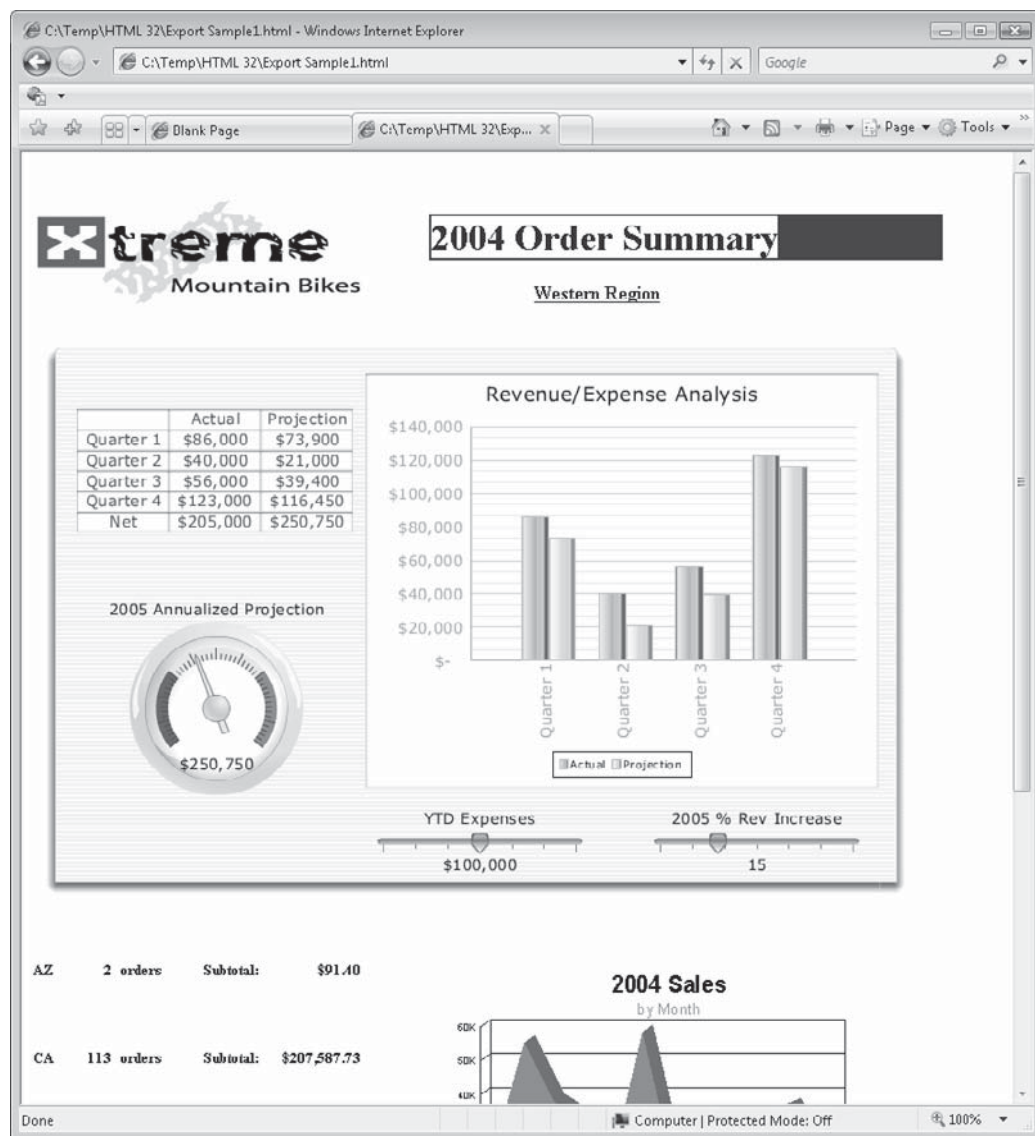 C:\Temp\HTML 32\Export Sample1.html - Windows Internet Explorer
C:\Temp\HTML 32\Export Sample1.html
Google
Blank Page
C:\Temp\HTML 32\Exp...
Page
Tools
Xtreme
Mountain Bikes
2004 Order Summary
Western Region
Actual Projection
Quarter 1 $86,000 $73,900
Quarter 2 $40,000 $21,000
Quarter 3 $56,000 $39,400
Quarter 4 $123,000 $116,450
Net $205,000 $250,750
2005 Annualized Projection
$250,750
Revenue/Expense Analysis
$140,000
$120,000
$100,000
$80,000
$60,000
$40,000
$20,000
$-
Quarter 1
Quarter 2
Quarter 3
Quarter 4
Actual Projection
YTD Expenses
$100,000
2005 % Rev Increase
15
AZ 2 orders Subtotal: $91.40
CA 113 orders Subtotal: $207,587.73
2004 Sales
by Month
60K
50K
40K
Done
Computer | Protected Mode: Off
100%